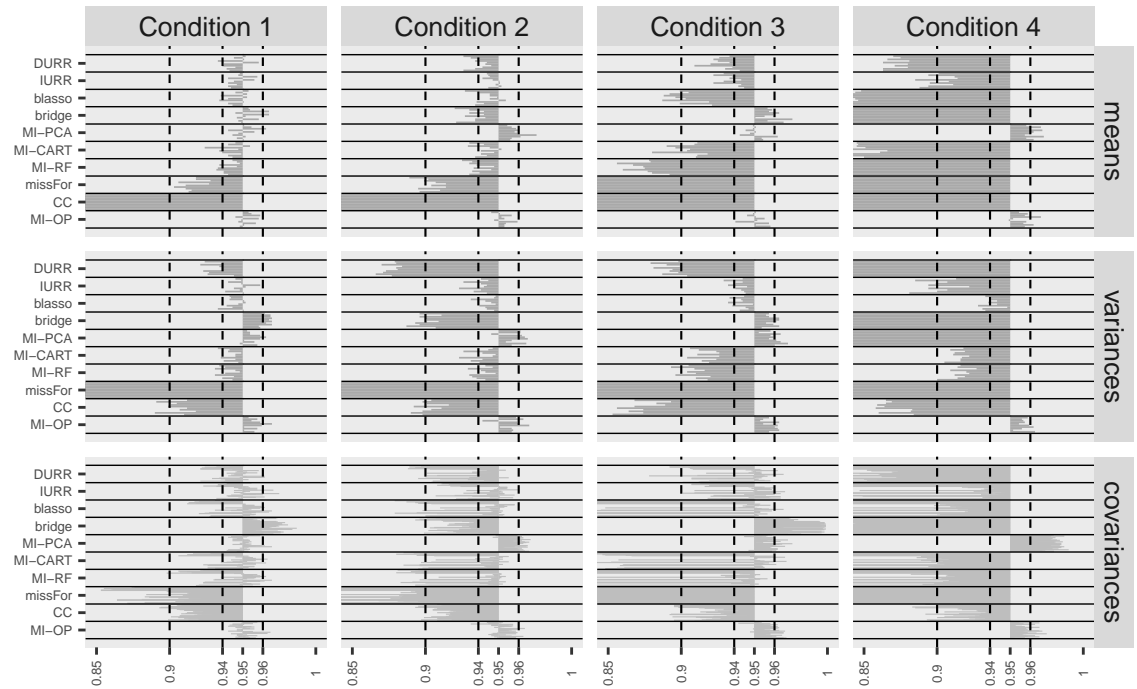 Condition 1 Condition 2 Condition 3 Condition 4
DURR
IURR
blasso
bridge
MI−PCA
MI−CART
MI−RF
missFor
CC
MI−OP
means
DURR
IURR
blasso
bridge
MI−PCA
MI−CART
MI−RF
missFor
CC
MI−OP
variances
DURR
IURR
blasso
bridge
MI−PCA
MI−CART
MI−RF
missFor
CC
MI−OP
covariances
0.85 0.9 0.94 0.95 0.96 1 0.85 0.9 0.94 0.95 0.96 1 0.85 0.9 0.94 0.95 0.96 1 0.85 0.9 0.94 0.95 0.96 1